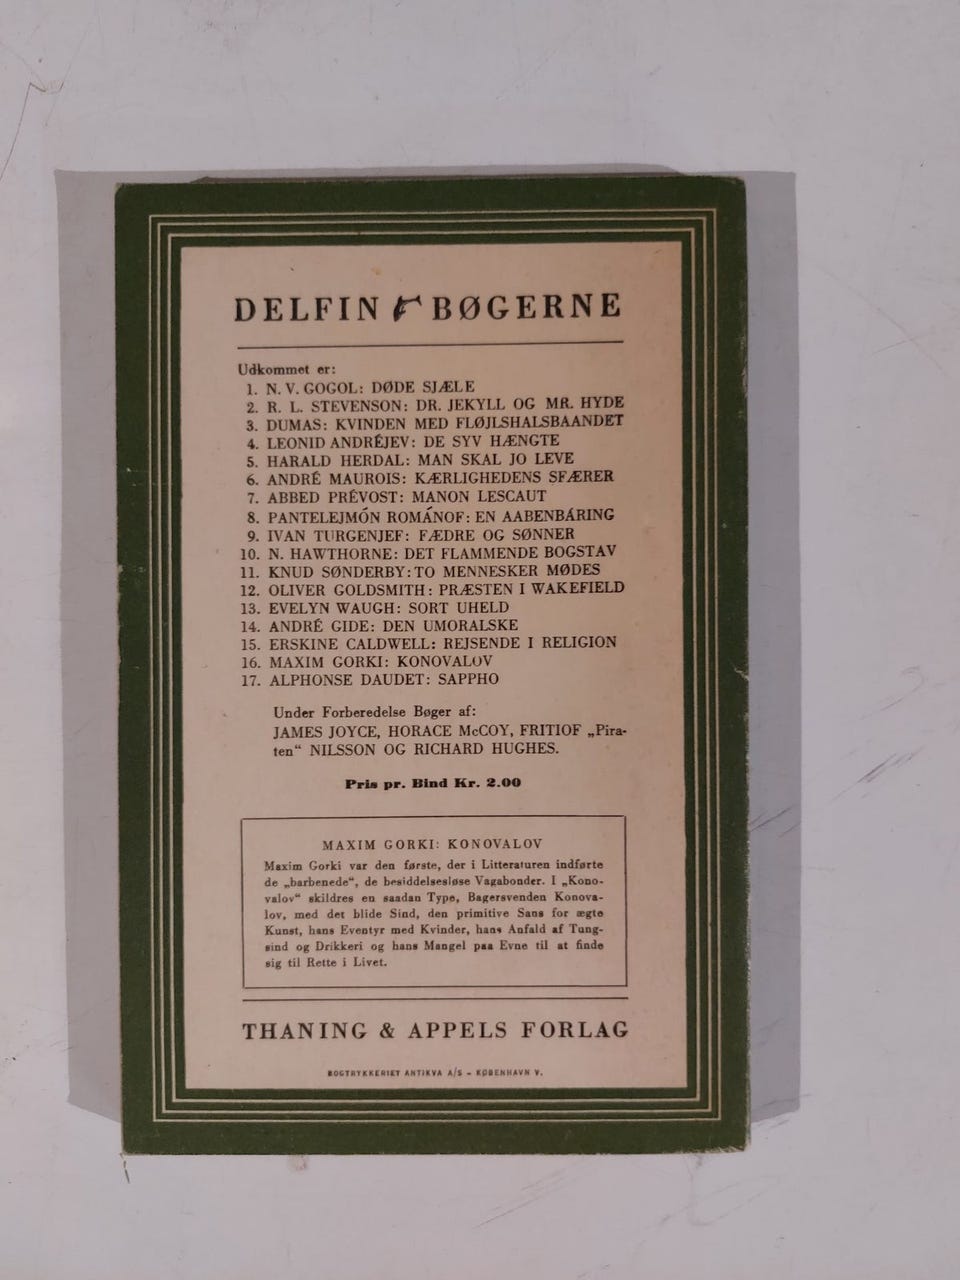 DELFIN BØGERNE
Udkommet er:
1. N. V. GOGOL: DØDE SJÆLE
2. R. L. STEVENSON: DR. JEKYLL OG MR. HYDE
3. DUMAS: KVINDEN MED FLØJLSHALSBAANDET
4. LEONID ANDRÉJEV: DE SYV HÆNGTE
5. HARALD HERDAL: MAN SKAL JO LEVE
6. ANDRÉ MAUROIS: KÆRLIGHEDENS SFÆRER
7. ABBED PRÉVOST: MANON LESCAUT
8. PANTELEJMÓN ROMÁNOF: EN AABENBÁRING
9. IVAN TURGENJEF: FÆDRE OG SØNNER
10. N. HAWTHORNE: DET FLAMMENDE BOGSTAV
11. KNUD SØNDERBY: TO MENNESKER MØDES
12. OLIVER GOLDSMITH: PRÆSTEN I WAKEFIELD
13. EVELYN WAUGH: SORT UHELD
14. ANDRÉ GIDE: DEN UMORALSKE
15. ERSKINE CALDWELL: REJSENDE I RELIGION
16. MAXIM GORKI: KONOVALOV
17. ALPHONSE DAUDET: SAPPHO
Under Forberedelse Bøger af:
JAMES JOYCE, HORACE McCOY, FRITIOF „Pira-
ten“ NILSSON OG RICHARD HUGHES.
Pris pr. Bind Kr. 2.00
MAXIM GORKI: KONOVALOV
Maxim Gorki var den første, der i Litteraturen indførte
de „barbenede“, de besiddelsesløse Vagabonder. I „Kono-
valov“ skildres en saadan Type, Bagersvenden Konova-
lov, med det blide Sind, den primitive Sans for ægte
Kunst, hans Eventyr med Kvinder, hans Anfald af Tung-
sind og Drikkeri og hans Mangel paa Evne til at finde
sig til Rette i Livet.
THANING & APPELS FORLAG
BOGTRYKKERIET ANTIKVA A/S - KØBENHAVN V.